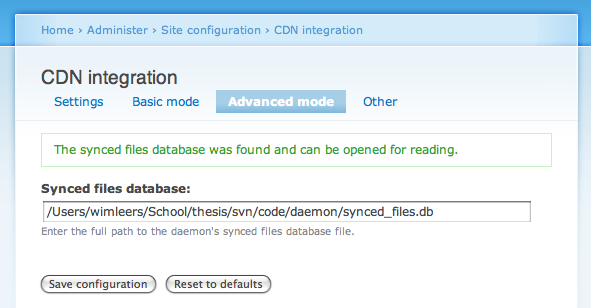 Home › Administer › Site configuration › CDN integration
CDN integration
Settings Basic mode Advanced mode Other
The synced files database was found and can be opened for reading.
Synced files database:
/Users/wimleers/School/thesis/svn/code/daemon/synced_files.db
Enter the full path to the daemon's synced files database file.
Save configuration Reset to defaults